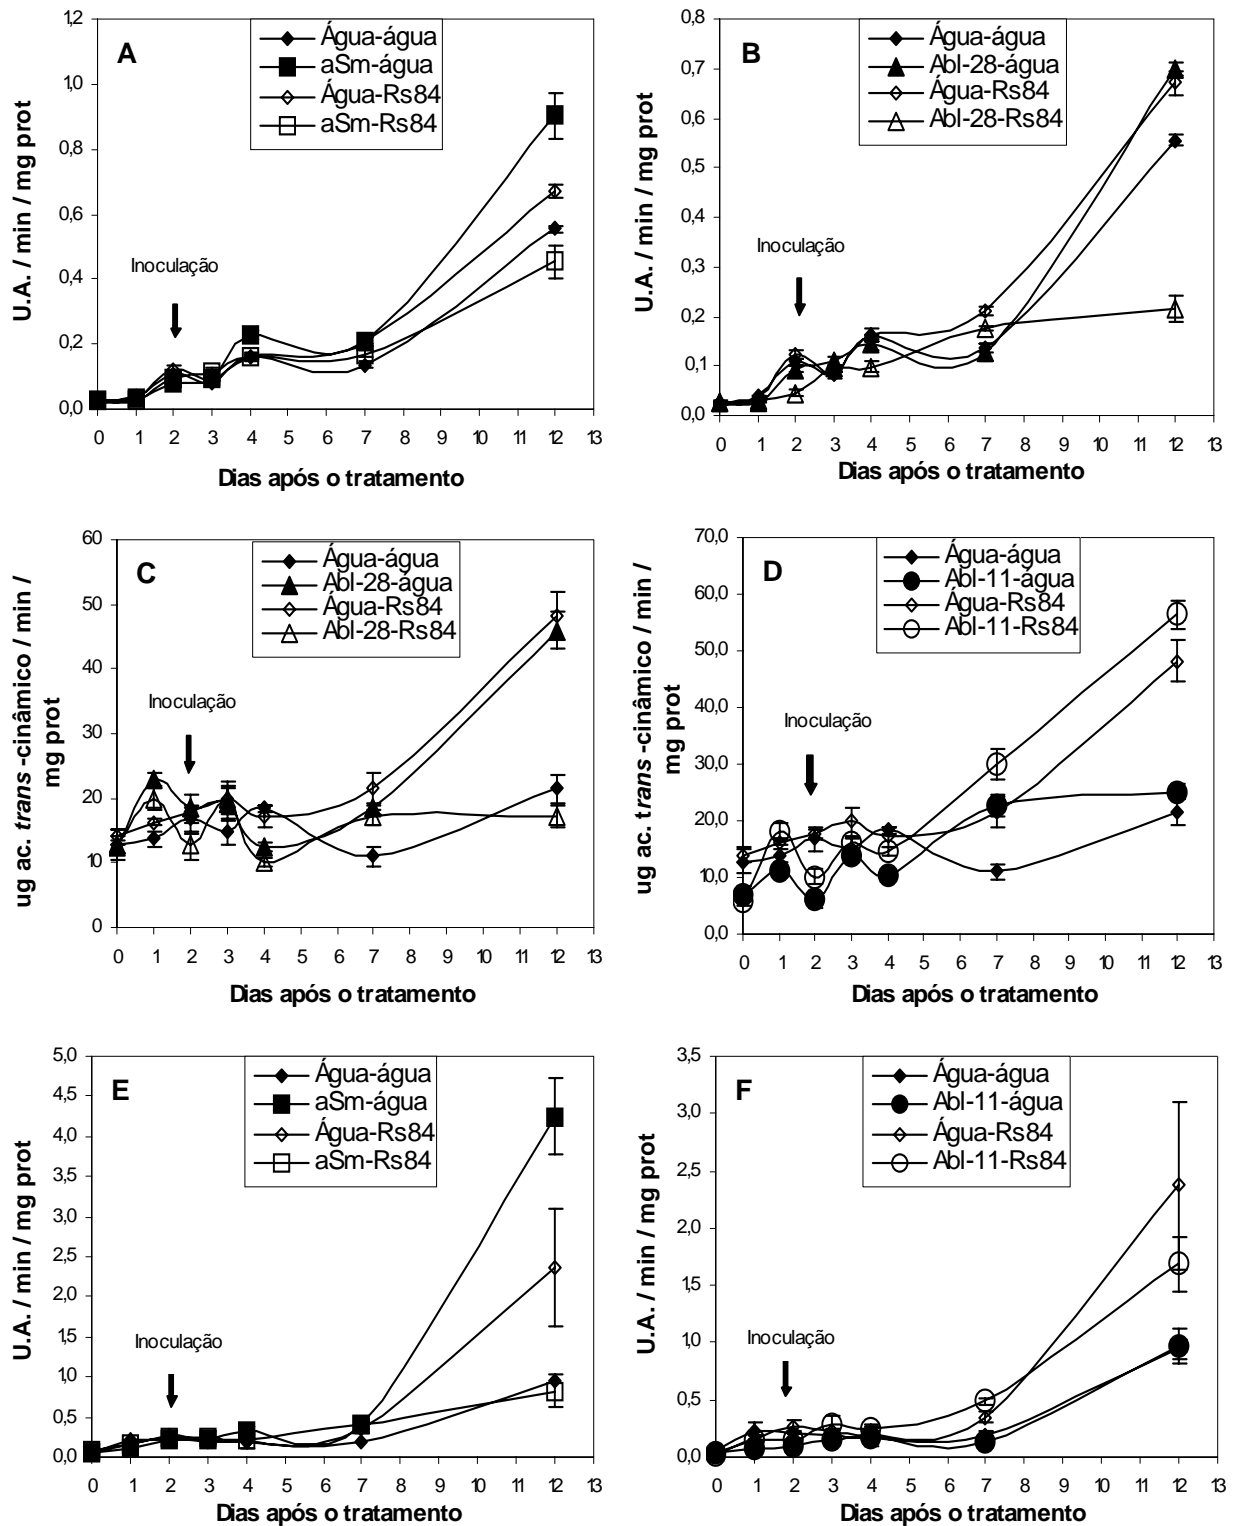 A
Água-água
aSm-água
Água-Rs84
aSm-Rs84
U.A. / min / mg prot
1,2
1,0
0,8
0,6
0,4
0,2
0,0
Inoculação
0 1 2 3 4 5 6 7 8 9 10 11 12 13
Dias após o tratamento
B
Água-água
Abl-28-água
Água-Rs84
Abl-28-Rs84
U.A. / min / mg prot
0,8
0,7
0,6
0,5
0,4
0,3
0,2
0,1
0,0
Inoculação
0 1 2 3 4 5 6 7 8 9 10 11 12 13
Dias após o tratamento
C
Água-água
Abl-28-água
Água-Rs84
Abl-28-Rs84
ug ac. trans -cinâmico / min /
mg prot
60
50
40
30
20
10
0
Inoculação
0 1 2 3 4 5 6 7 8 9 10 11 12 13
Dias após o tratamento
D
Água-água
Abl-11-água
Água-Rs84
Abl-11-Rs84
ug ac. trans -cinâmico / min /
mg prot
70,0
60,0
50,0
40,0
30,0
20,0
10,0
0,0
Inoculação
0 1 2 3 4 5 6 7 8 9 10 11 12 13
Dias após o tratamento
E
Água-água
aSm-água
Água-Rs84
aSm-Rs84
U.A. / min / mg prot
5,0
4,5
4,0
3,5
3,0
2,5
2,0
1,5
1,0
0,5
0,0
Inoculação
0 1 2 3 4 5 6 7 8 9 10 11 12 13
Dias após o tratamento
F
Água-água
Abl-11-água
Água-Rs84
Abl-11-Rs84
U.A. / min / mg prot
3,5
3,0
2,5
2,0
1,5
1,0
0,5
0,0
Inoculação
0 1 2 3 4 5 6 7 8 9 10 11 12 13
Dias após o tratamento